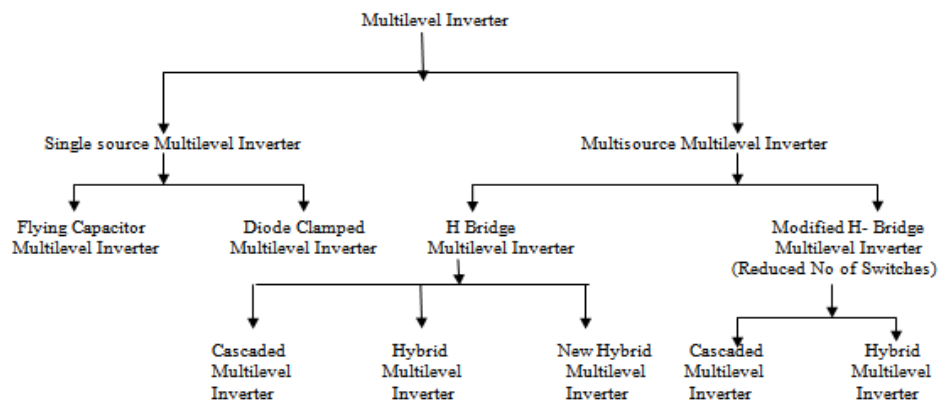 Multilevel Inverter
Single source Multilevel Inverter
Multisource Multilevel Inverter
Flying Capacitor
Multilevel Inverter
Diode Clamped
Multilevel Inverter
H Bridge
Multilevel Inverter
Modified H- Bridge
Multilevel Inverter
(Reduced No of Switches)
Cascaded
Multilevel
Inverter
Hybrid
Multilevel
Inverter
New Hybrid
Multilevel
Inverter
Cascaded
Multilevel
Inverter
Hybrid
Multilevel
Inverter